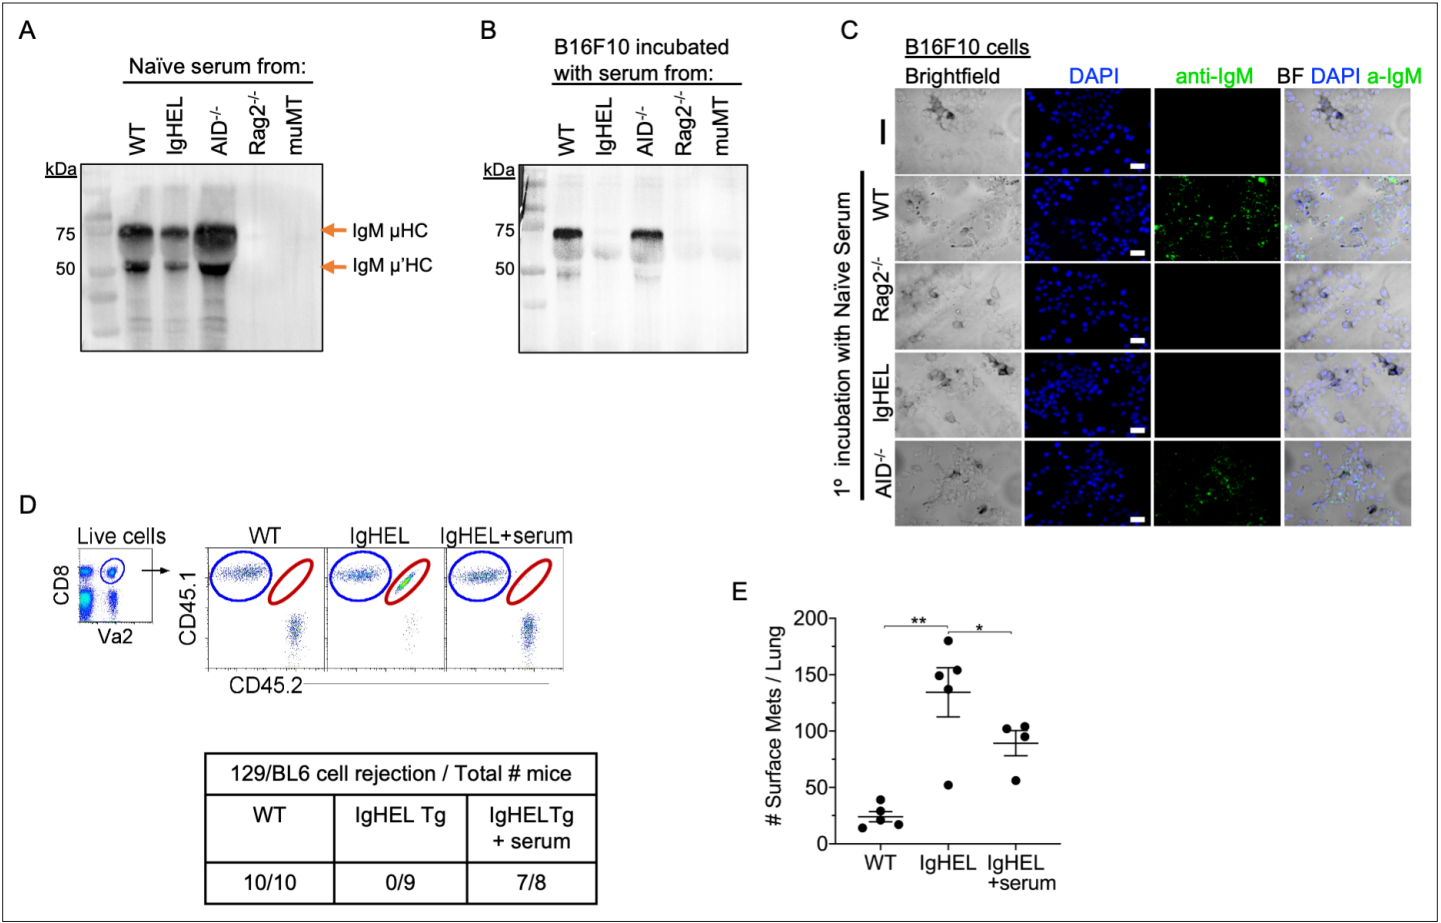 A
Naïve serum from:
WT
IgHEL
AID-/-
Rag2-/-
muMT
kDa
75
50
IgM µHC
IgM µ’HC
B
B16F10 incubated
with serum from:
WT
IgHEL
AID-/-
Rag2-/-
muMT
kDa
75
50
C
B16F10 cells
Brightfield DAPI anti-IgM BF DAPI a-IgM
1º incubation with Naïve Serum
–
WT
Rag2-/-
IgHEL
AID-/-
D
Live cells
CD8
Va2
WT IgHEL IgHEL+serum
CD45.1
CD45.2
129/BL6 cell rejection / Total # mice
WT IgHEL Tg IgHELTg
+ serum
10/10 0/9 7/8
E
# Surface Mets / Lung
200
150
100
50
0
** *
WT IgHEL IgHEL
+serum